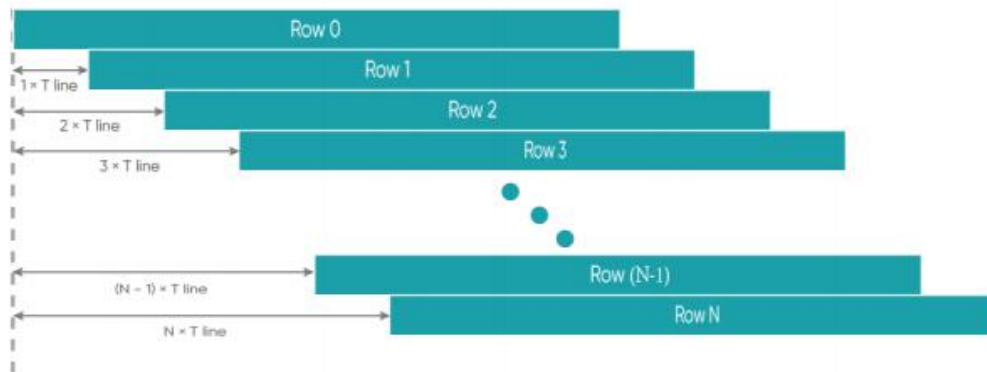 Row 0
Row 1
1 × T line
Row 2
2 × T line
Row 3
3 × T line
Row (N-1)
(N - 1) × T line
Row N
N × T line